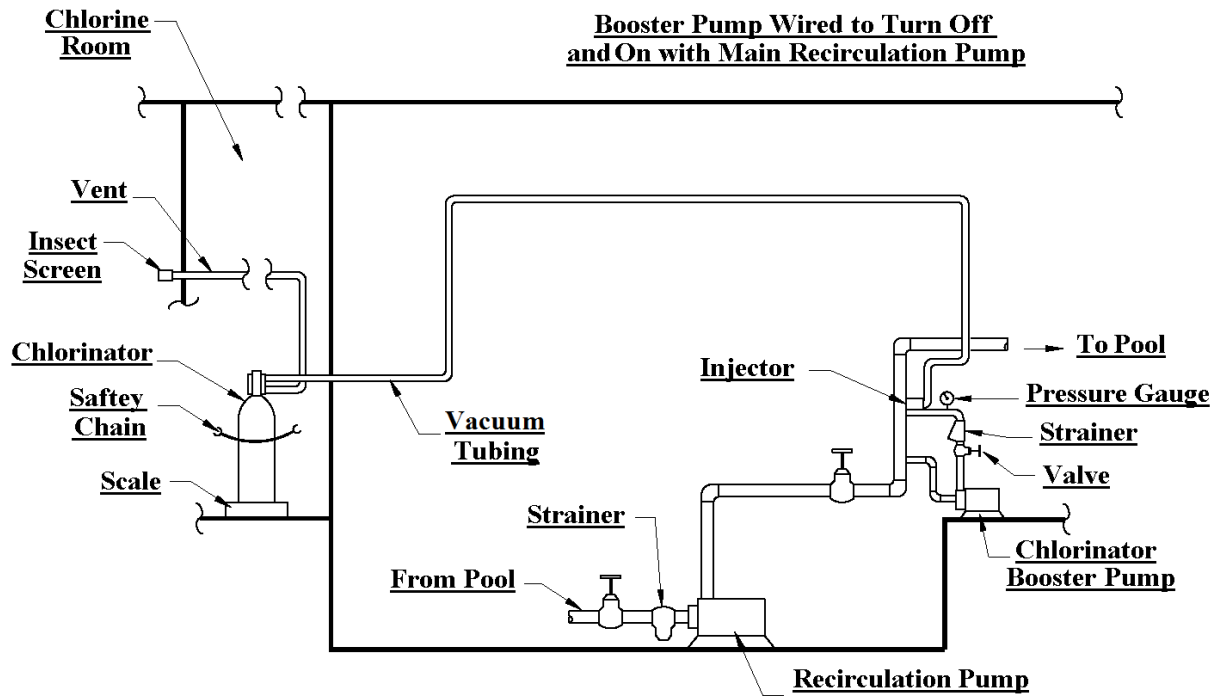 Chlorine
Room
Booster Pump Wired to Turn Off
and On with Main Recirculation Pump
Vent
Insect
Screen
Chlorinator
Saftey
Chain
Scale
Vacuum
Tubing
Injector
To Pool
Pressure Gauge
Strainer
Valve
Strainer
From Pool
Chlorinator
Booster Pump
Recirculation Pump